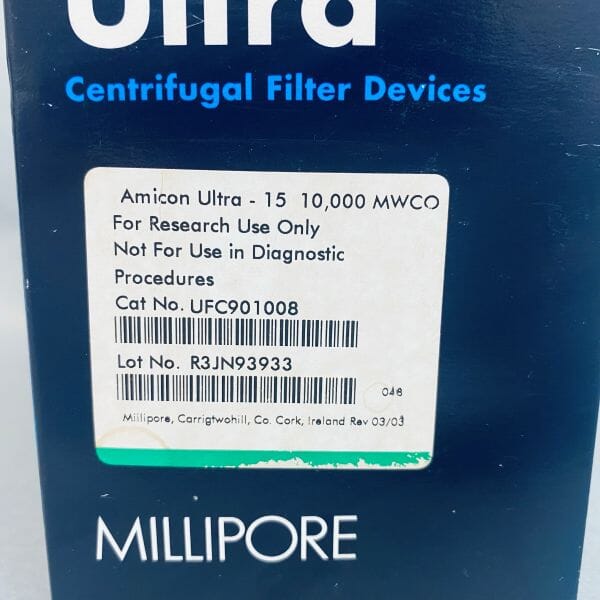 Ultra
Centrifugal Filter Devices
Amicon Ultra - 15 10,000 MWCO
For Research Use Only
Not For Use in Diagnostic
Procedures
Cat No. UFC901008
Lot No. R3JN93933
046
Millipore, Carrigtwohill, Co. Cork, Ireland Rev 03/03
MILLIPORE